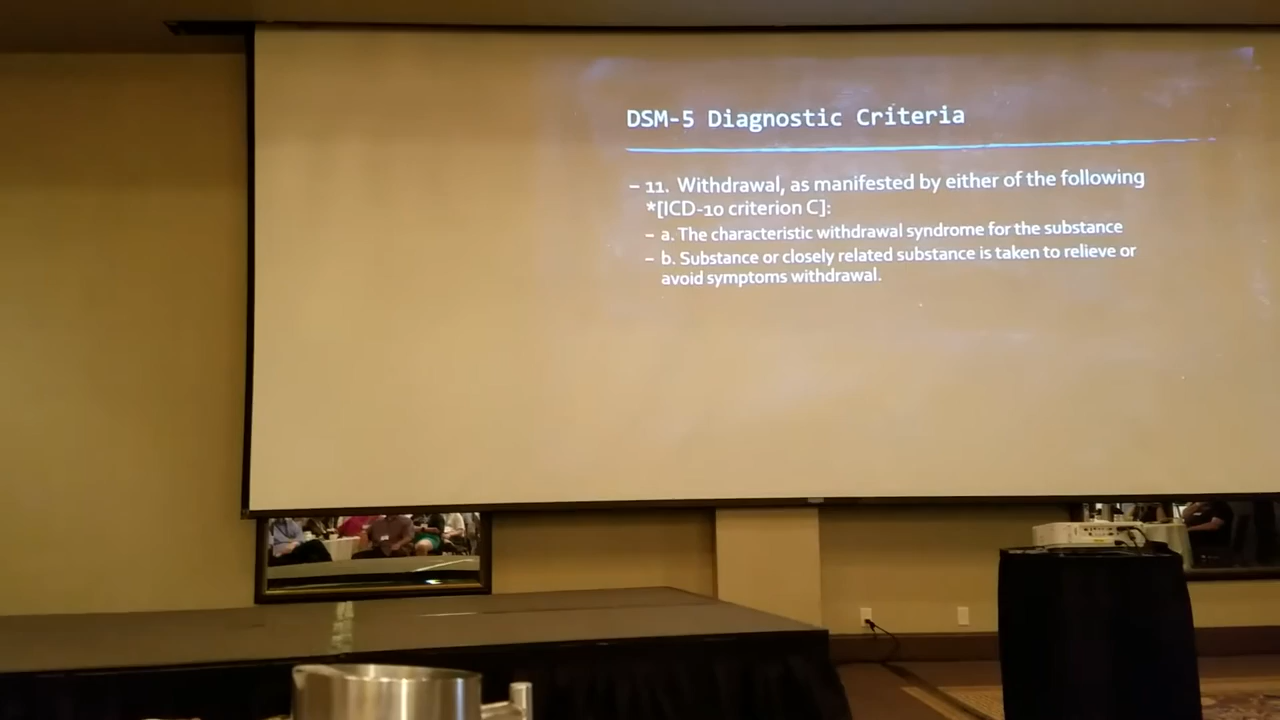 DSM-5 Diagnostic Criteria
– 11. Withdrawal, as manifested by either of the following
*[ICD-10 criterion C]:
– a. The characteristic withdrawal syndrome for the substance
– b. Substance or closely related substance is taken to relieve or
avoid symptoms withdrawal.